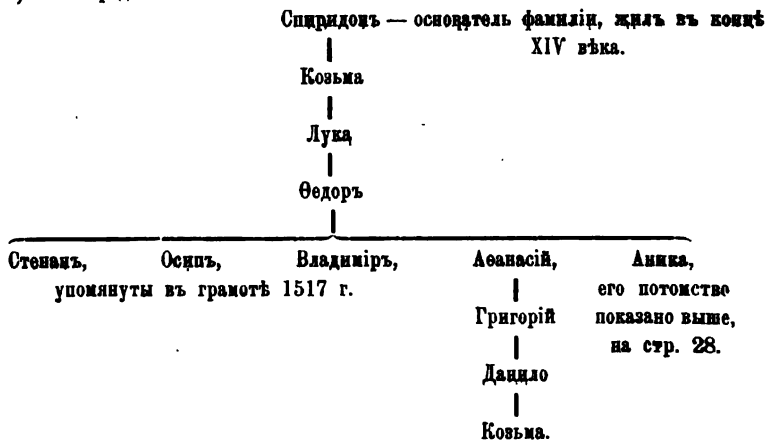 Спиридонъ — основатель фамиліи, жилъ въ концѣ
XIV вѣка.
Козьма
Лука
Ѳедоръ
Степанъ, Осипъ, Владиміръ, Аѳанасій, Аника,
упомянуты въ грамотѣ 1517 г.
его потомство
Григорій показано выше,
на стр. 28.
Данило
Козьма.